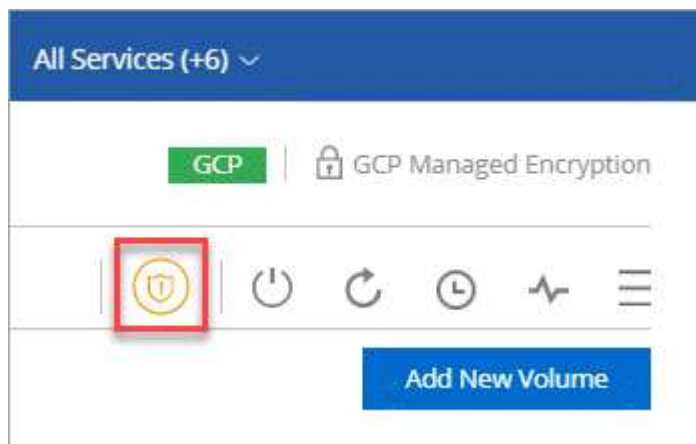 All Services (+6)
GCP
GCP Managed Encryption
Add New Volume